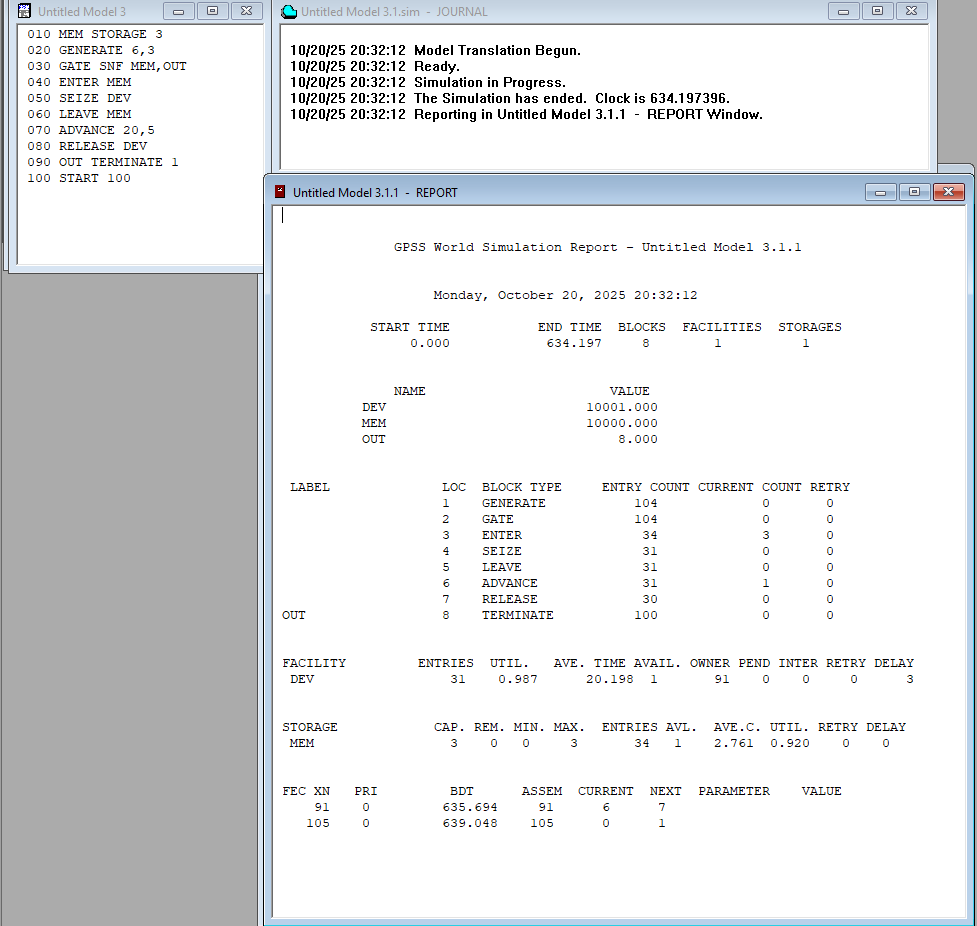 Untitled Model 3
010 MEM STORAGE 3
020 GENERATE 6,3
030 GATE SNF MEM,OUT
040 ENTER MEM
050 SEIZE DEV
060 LEAVE MEM
070 ADVANCE 20,5
080 RELEASE DEV
090 OUT TERMINATE 1
100 START 100
Untitled Model 3.1.sim - JOURNAL
10/20/25 20:32:12 Model Translation Begun.
10/20/25 20:32:12 Ready.
10/20/25 20:32:12 Simulation in Progress.
10/20/25 20:32:12 The Simulation has ended. Clock is 634.197396.
10/20/25 20:32:12 Reporting in Untitled Model 3.1.1 - REPORT Window.
Untitled Model 3.1.1 - REPORT
GPSS World Simulation Report - Untitled Model 3.1.1
Monday, October 20, 2025 20:32:12
START TIME END TIME BLOCKS FACILITIES STORAGES
0.000 634.197 8 1 1
NAME VALUE
DEV 10001.000
MEM 10000.000
OUT 8.000
LABEL LOC BLOCK TYPE ENTRY COUNT CURRENT COUNT RETRY
1 GENERATE 104 0 0
2 GATE 104 0 0
3 ENTER 34 3 0
4 SEIZE 31 0 0
5 LEAVE 31 0 0
6 ADVANCE 31 1 0
7 RELEASE 30 0 0
OUT 8 TERMINATE 100 0 0
FACILITY ENTRIES UTIL. AVE. TIME AVAIL. OWNER PEND INTER RETRY DELAY
DEV 31 0.987 20.198 1 91 0 0 0 3
STORAGE CAP. REM. MIN. MAX. ENTRIES AVL. AVE.C. UTIL. RETRY DELAY
MEM 3 0 0 3 34 1 2.761 0.920 0 0
FEC XN PRI BDT ASSEM CURRENT NEXT PARAMETER VALUE
91 0 635.694 91 6 7
105 0 639.048 105 0 1